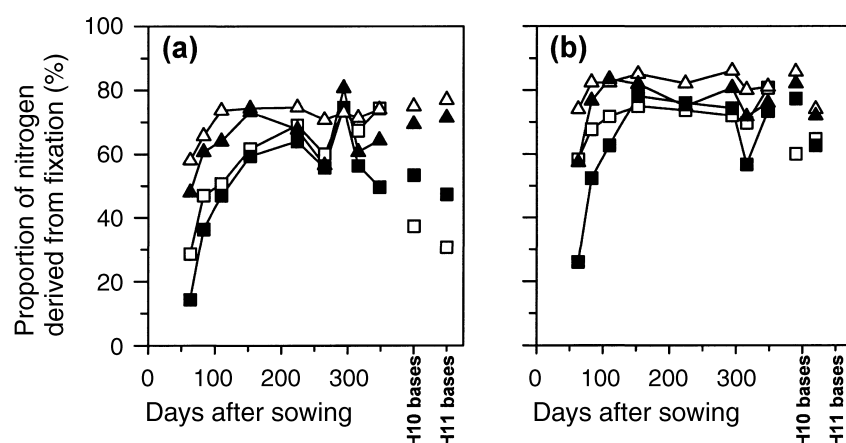 100
80
60
40
20
0
Proportion of nitrogen
derived from fixation (%)
(a)
0 100 200 300
Days after sowing
H10 bases
H11 bases
(b)
0 100 200 300
Days after sowing
H10 bases
H11 bases